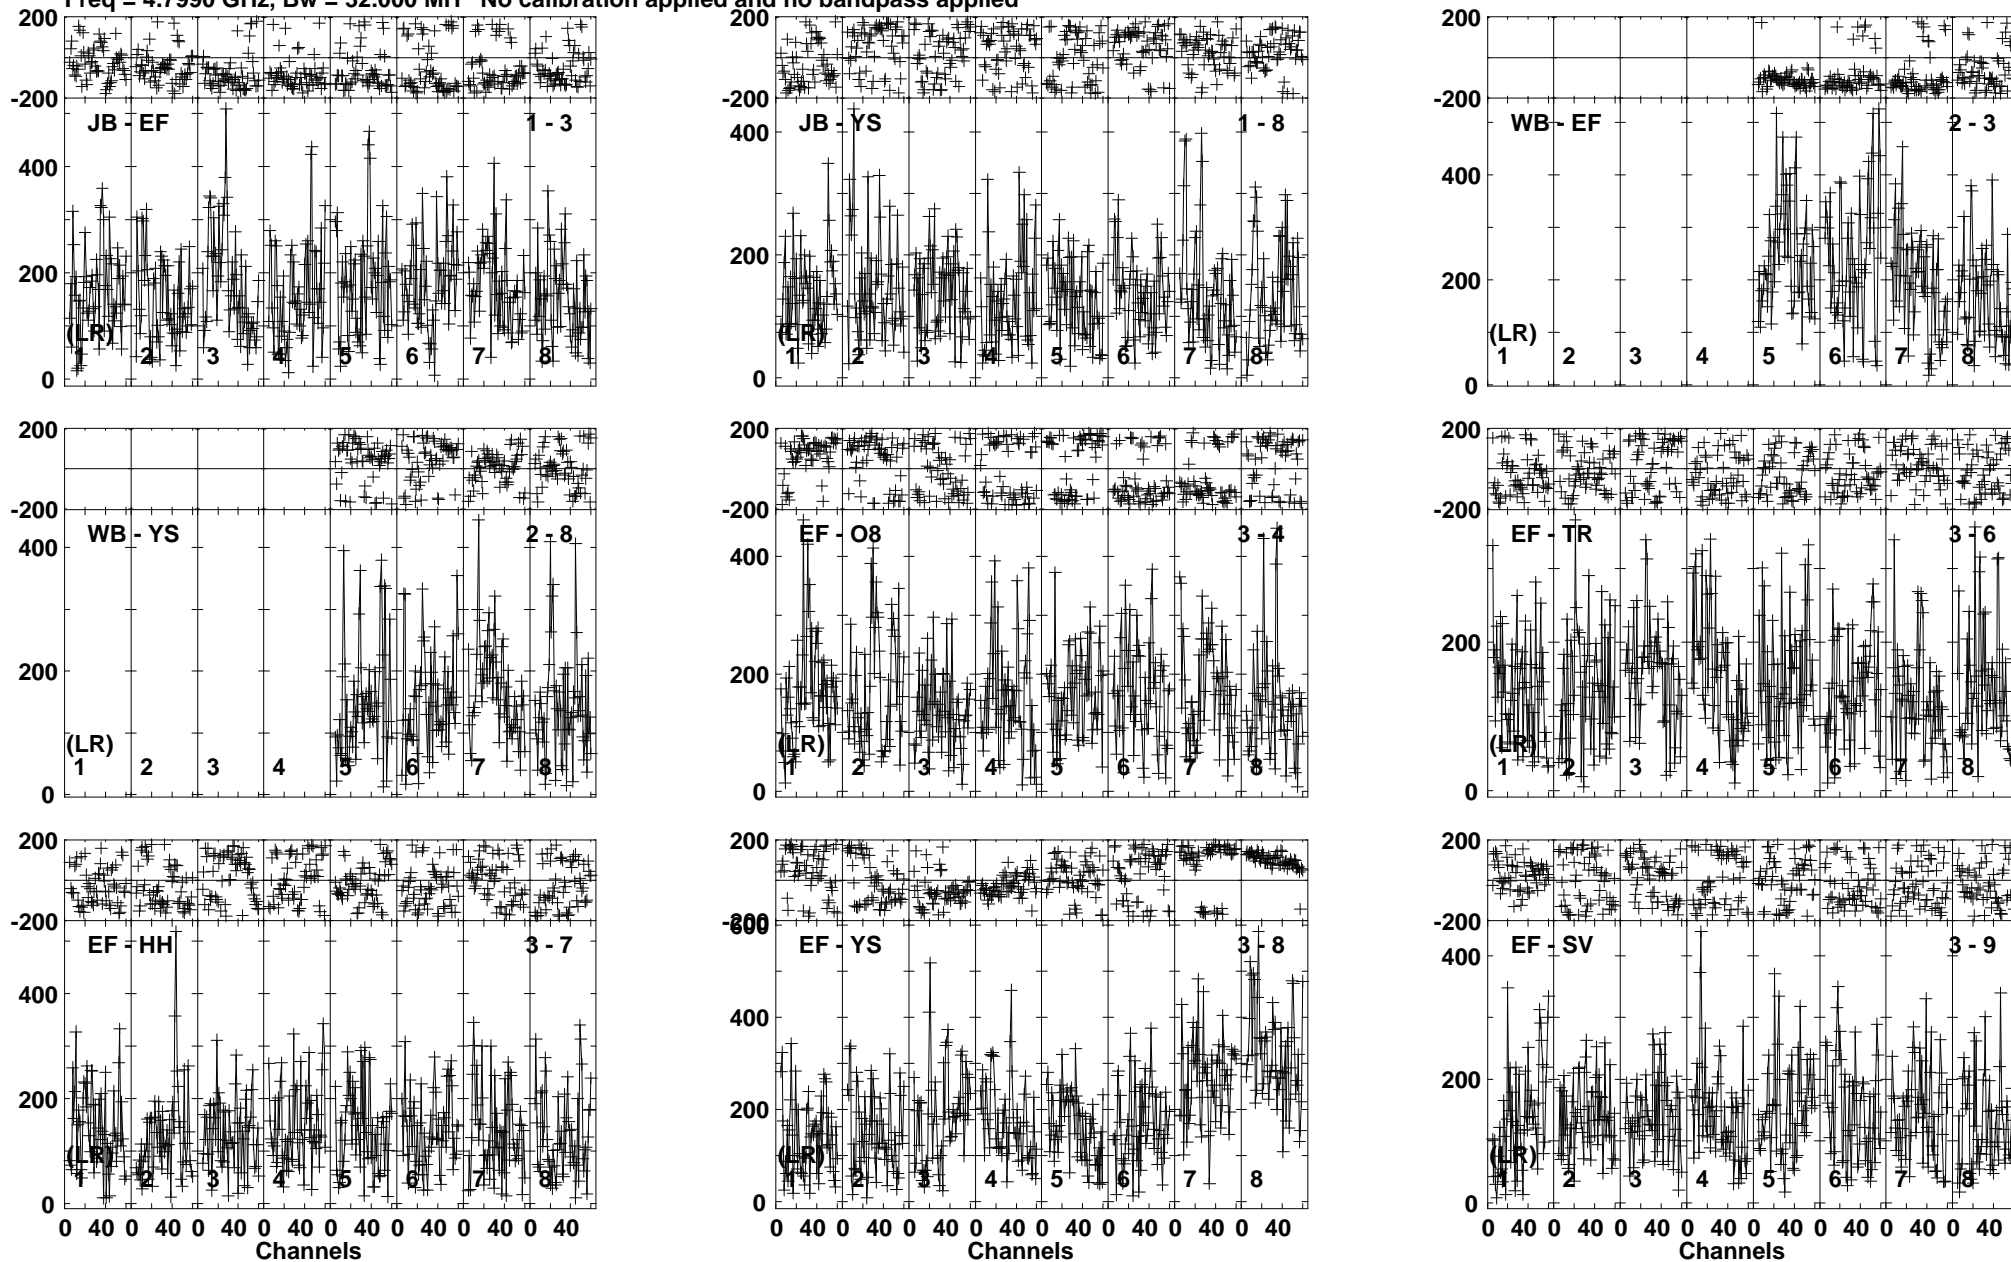 Freq = 4.7990 GHz, Bw = 32.000 MH No calibration applied and no bandpass applied
200 200 200
-200 -200 -200
JB - EF 1 - 3 JB - YS 1 - 8 WB - EF 2 - 3
400 400 400
200 200 200
(LR) (LR) (LR)
1 2 3 4 5 6 7 8 1 2 3 4 5 6 7 8 1 2 3 4 5 6 7 8
0 0 0
200 200 200
-200 -200 -200
WB - YS 2 - 8 EF - O8 3 - 4 EF - TR 3 - 6
400 400
200 200 200
(LR) (LR) (LR)
1 2 3 4 5 6 7 8 1 2 3 4 5 6 7 8 1 2 3 4 5 6 7 8
0 0 0
200 200 200
-200 -200 -200
600
EF - HH 3 - 7 EF - YS 3 - 8 EF - SV 3 - 9
400 400 400
200 200 200
(LR) (LR) (LR)
1 2 3 4 5 6 7 8 1 2 3 4 5 6 7 8 1 2 3 4 5 6 7 8
0 0 0
0 40 0 40 0 40 0 40 0 40 0 40 0 40 0 40 0 40 0 40 0 40 0 40 0 40 0 40 0 40 0 40 0 40 0 40 0 40 0 40 0 40 0 40 0 40 0 40
Channels Channels Channels